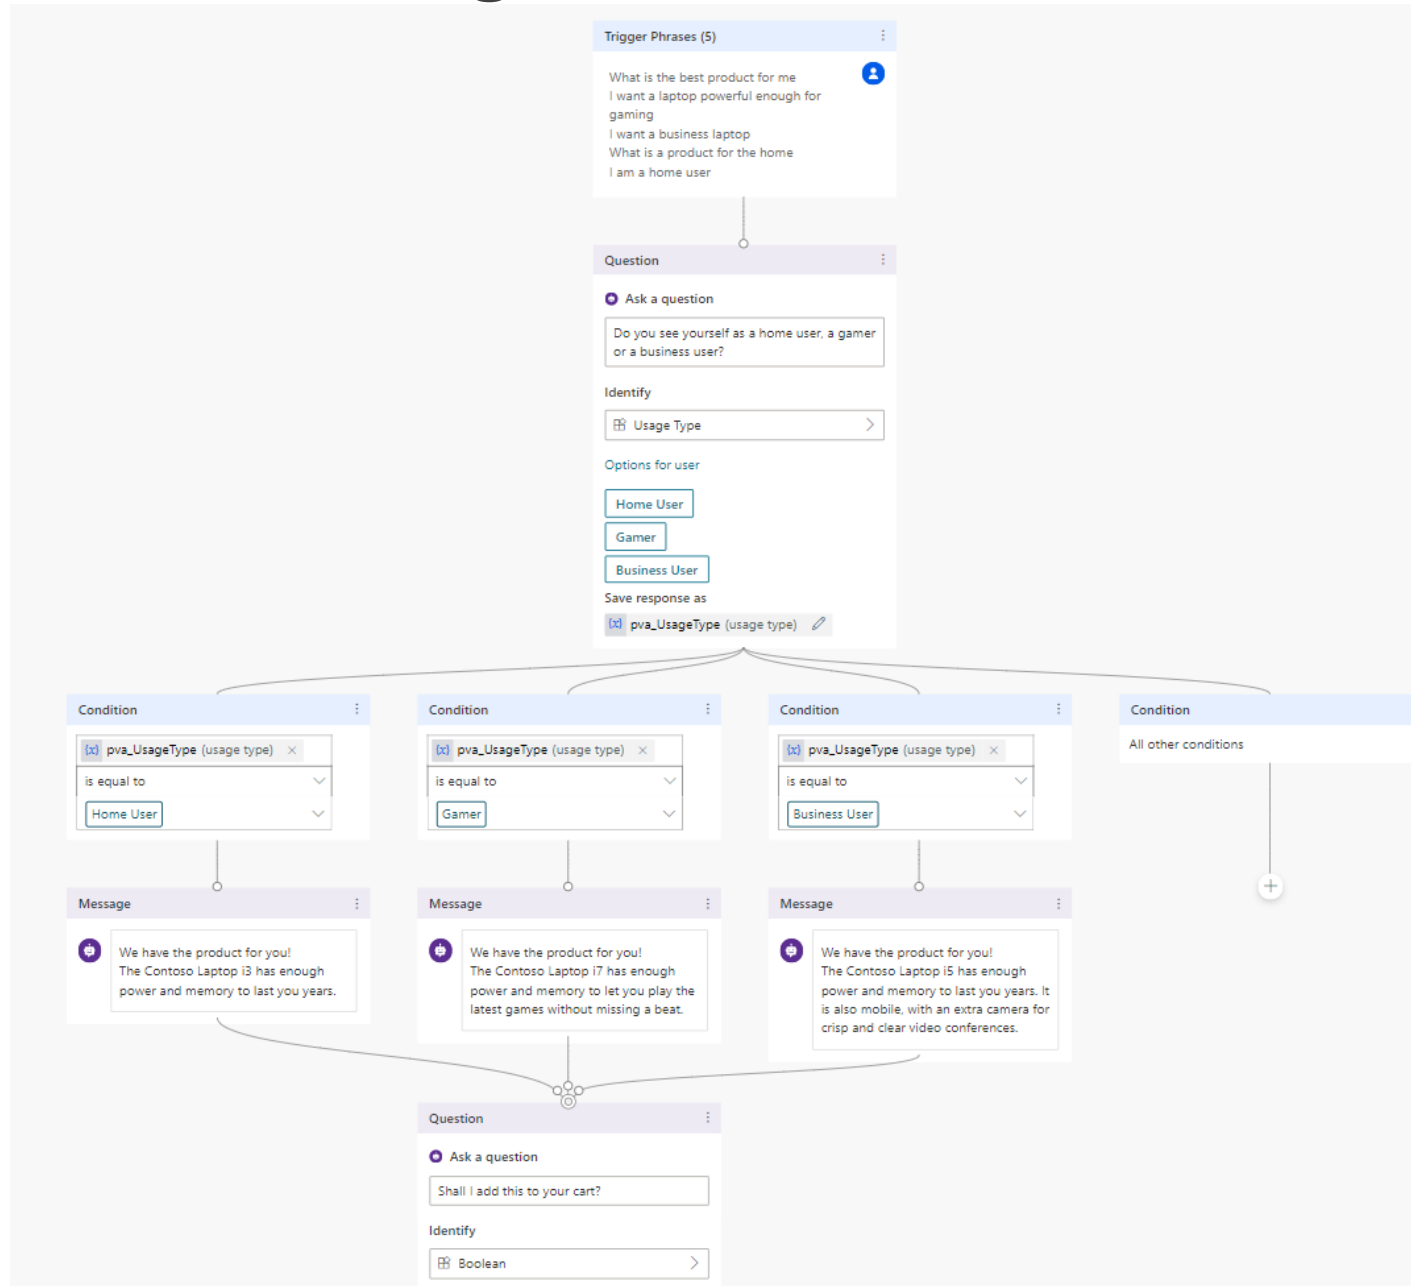 Trigger Phrases (5)
What is the best product for me
I want a laptop powerful enough for
gaming
I want a business laptop
What is a product for the home
I am a home user
Question
Ask a question
Do you see yourself as a home user, a gamer
or a business user?
Identify
Usage Type
Options for user
Home User
Gamer
Business User
Save response as
{x} pva_UsageType (usage type)
Condition
{x} pva_UsageType (usage type)
is equal to
Home User
Condition
{x} pva_UsageType (usage type)
is equal to
Gamer
Condition
{x} pva_UsageType (usage type)
is equal to
Business User
Condition
All other conditions
Message
We have the product for you!
The Contoso Laptop i3 has enough
power and memory to last you years.
Message
We have the product for you!
The Contoso Laptop i7 has enough
power and memory to let you play the
latest games without missing a beat.
Message
We have the product for you!
The Contoso Laptop i5 has enough
power and memory to last you years. It
is also mobile, with an extra camera for
crisp and clear video conferences.
Question
Ask a question
Shall I add this to your cart?
Identify
Boolean